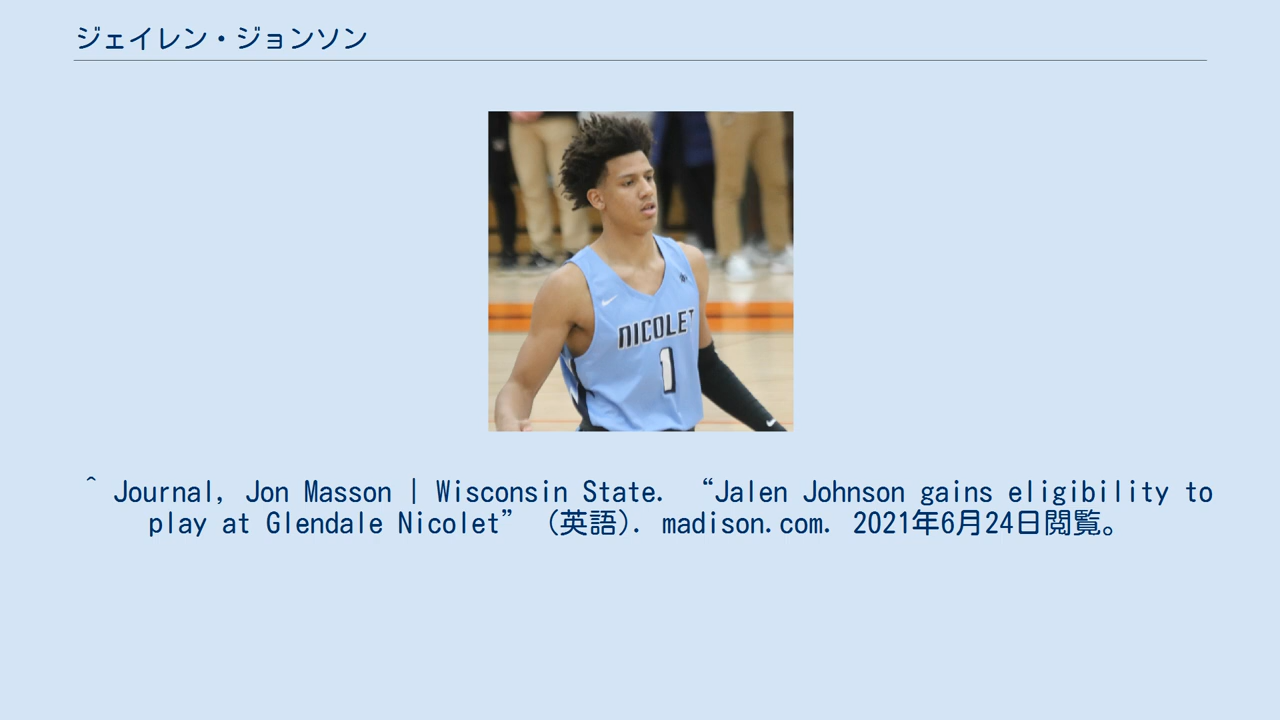 ジェイレン・ジョンソン
NICOLET
1
^ Journal, Jon Masson | Wisconsin State. “Jalen Johnson gains eligibility to
play at Glendale Nicolet” (英語). madison.com. 2021年6月24日閲覧。